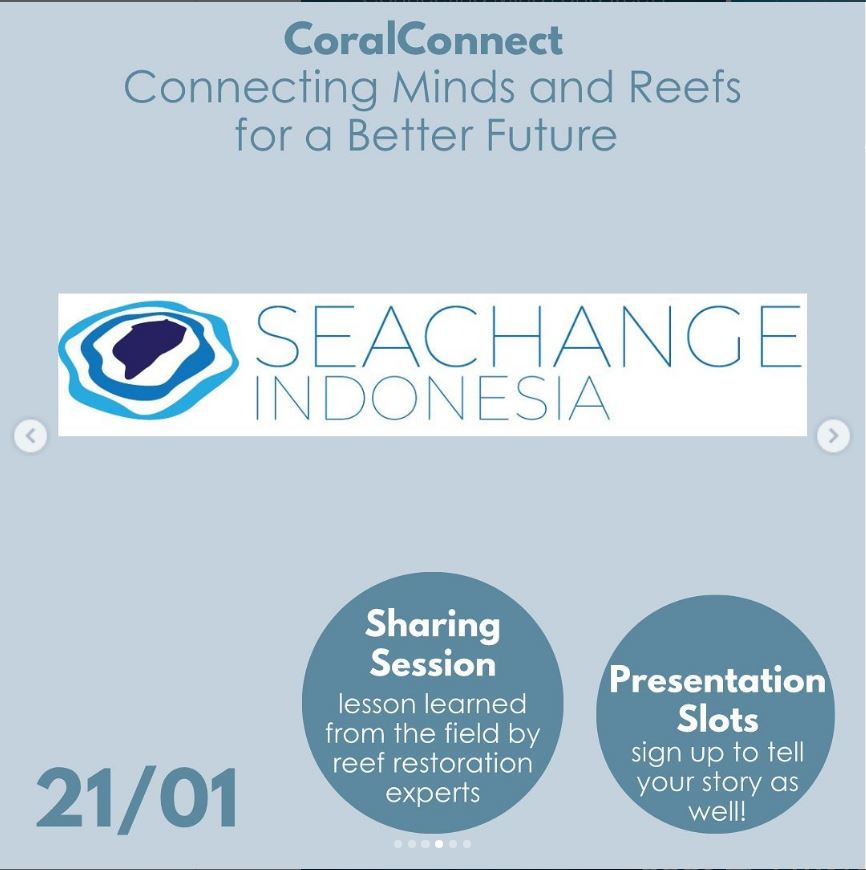 CoralConnect
Connecting Minds and Reefs
for a Better Future
SEACHANGE
INDONESIA
Sharing
Session
lesson learned
from the field by
reef restoration
experts
Presentation
Slots
sign up to tell
your story as
well!
21/01